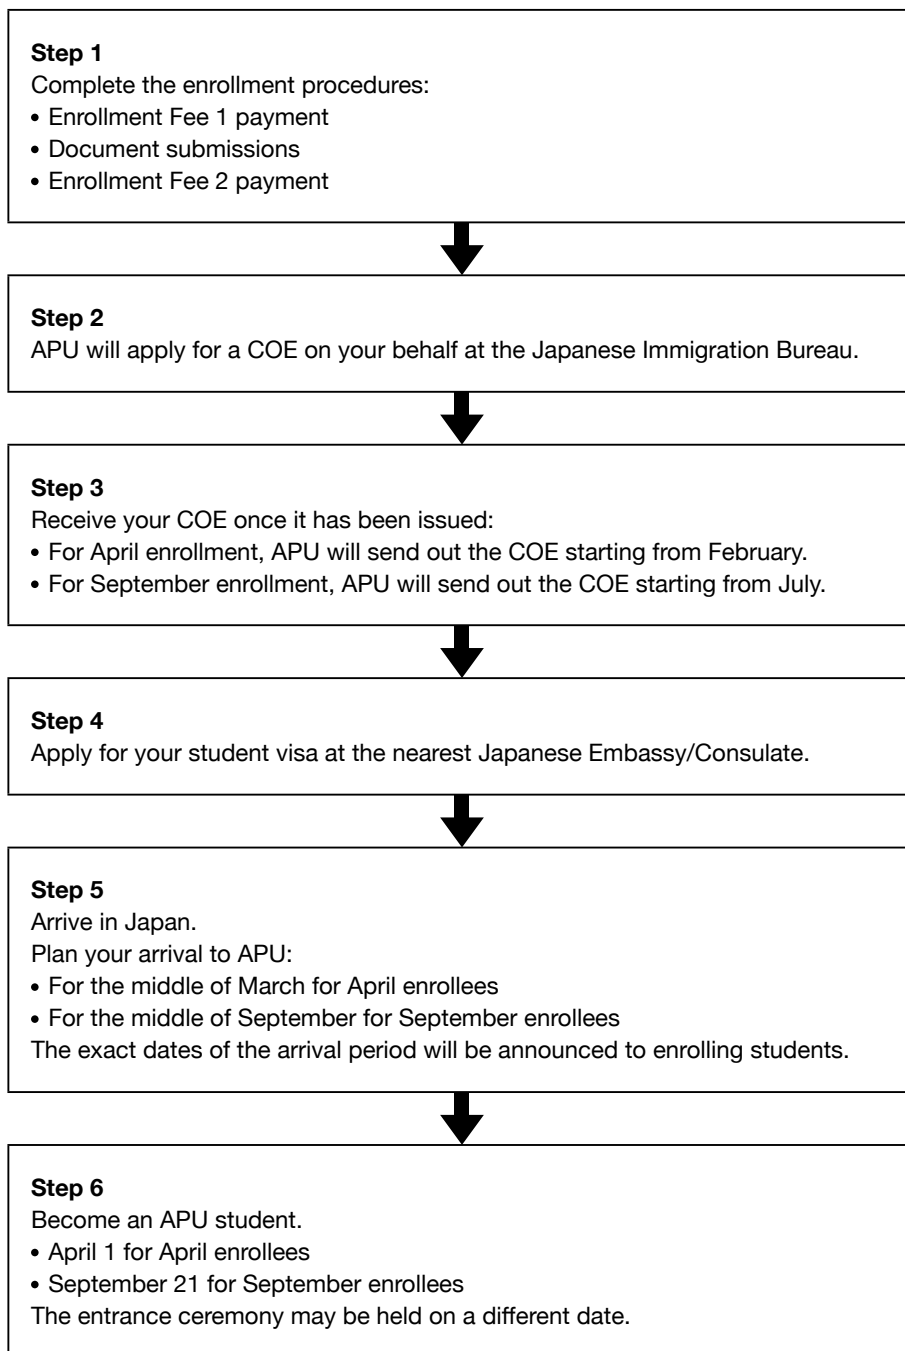 Step 1
Complete the enrollment procedures:
• Enrollment Fee 1 payment
• Document submissions
• Enrollment Fee 2 payment
Step 2
APU will apply for a COE on your behalf at the Japanese Immigration Bureau.
Step 3
Receive your COE once it has been issued:
• For April enrollment, APU will send out the COE starting from February.
• For September enrollment, APU will send out the COE starting from July.
Step 4
Apply for your student visa at the nearest Japanese Embassy/Consulate.
Step 5
Arrive in Japan.
Plan your arrival to APU:
• For the middle of March for April enrollees
• For the middle of September for September enrollees
The exact dates of the arrival period will be announced to enrolling students.
Step 6
Become an APU student.
• April 1 for April enrollees
• September 21 for September enrollees
The entrance ceremony may be held on a different date.